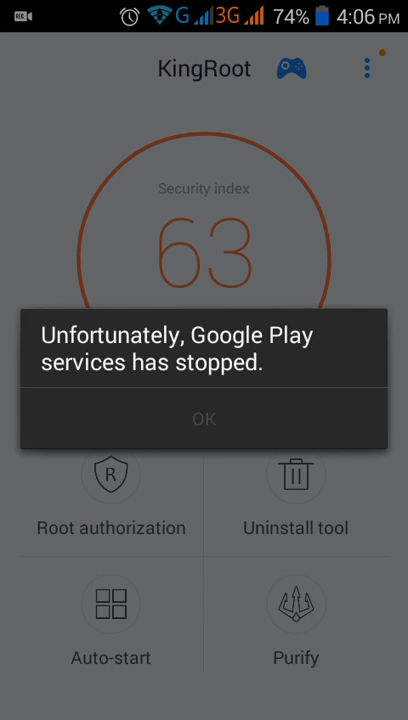 REC G 3G 74% 4:06 PM
KingRoot
Security index
63
Unfortunately, Google Play
services has stopped.
OK
R
Root authorization
Uninstall tool
Auto-start
Purify